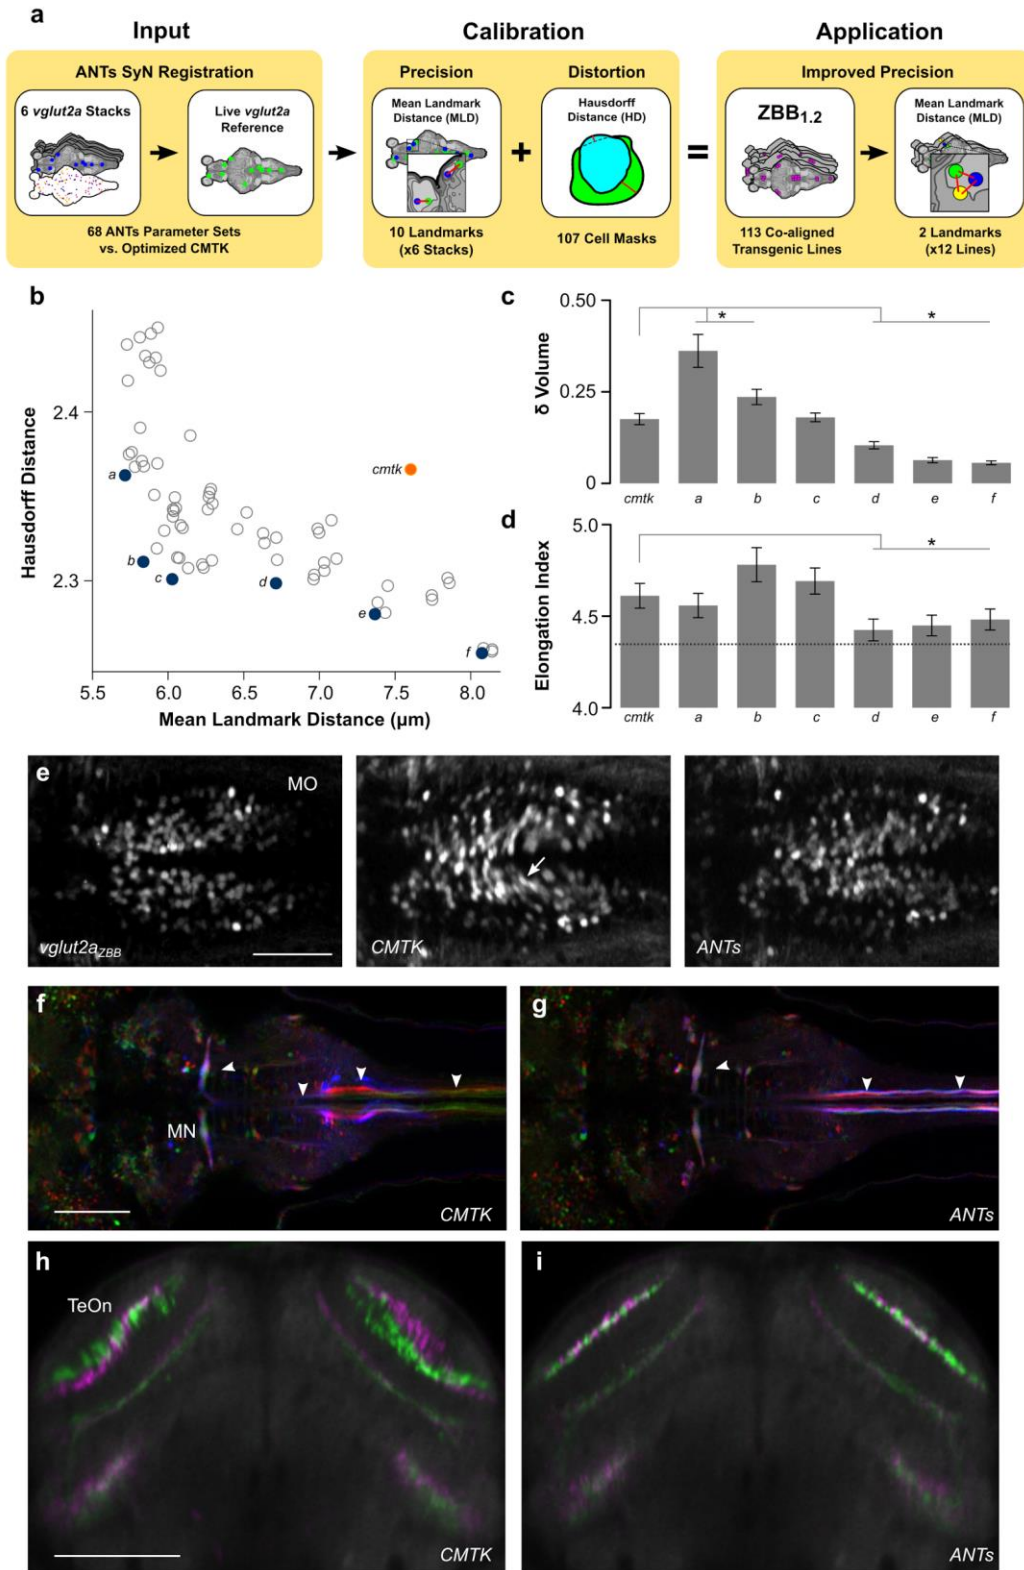 a
Input
Calibration
Application
ANTs SyN Registration
Precision
Distortion
Improved Precision
6 vglut2a Stacks
Live vglut2a
Reference
Mean Landmark
Distance (MLD)
Hausdorff
Distance (HD)
ZBB1.2
Mean Landmark
Distance (MLD)
68 ANTs Parameter Sets
vs. Optimized CMTK
10 Landmarks
(x6 Stacks)
107 Cell Masks
113 Co-aligned
Transgenic Lines
2 Landmarks
(x12 Lines)
b
Hausdorff Distance
2.4
2.3
a
b
c
d
e
f
cmtk
5.5 6.0 6.5 7.0 7.5 8.0
Mean Landmark Distance (µm)
c
δ Volume
0.50
0.25
0
* *
cmtk a b c d e f
d
Elongation Index
5.0
4.5
4.0
*
cmtk a b c d e f
e
MO
vglut2aZBB
CMTK
ANTs
f
MN
CMTK
g
ANTs
h
TeOn
CMTK
i
ANTs